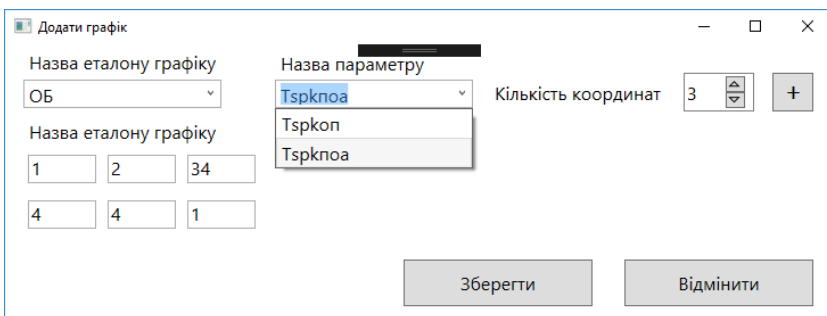 Додати графік
Назва еталону графіку
Назва параметру
ОБ
Tspkпоа
Кількість координат
3
+
Tspkоп
Tspkпоа
Назва еталону графіку
1 2 34
4 4 1
Зберегти
Відмінити